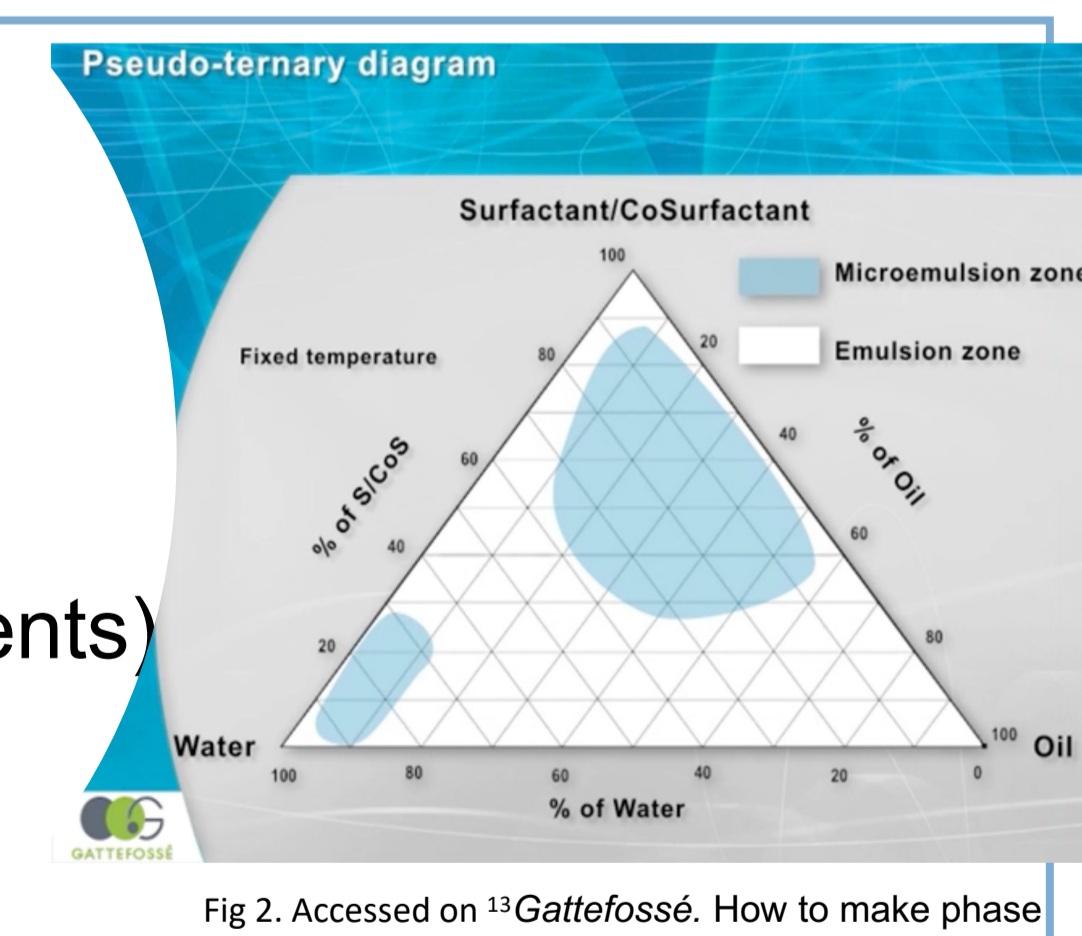 Pseudo-ternary diagram
Surfactant/CoSurfactant
100
Microemulsion zone
20
Fixed temperature
80
Emulsion zone
40
% of Oil
% of S/CoS
60
60
40
ents)
20
80
Water
100
Oil
100
80
60
40
20
0
% of Water
GATTEFOSSÉ
Fig 2. Accessed on ¹³Gattefossé. How to make phase